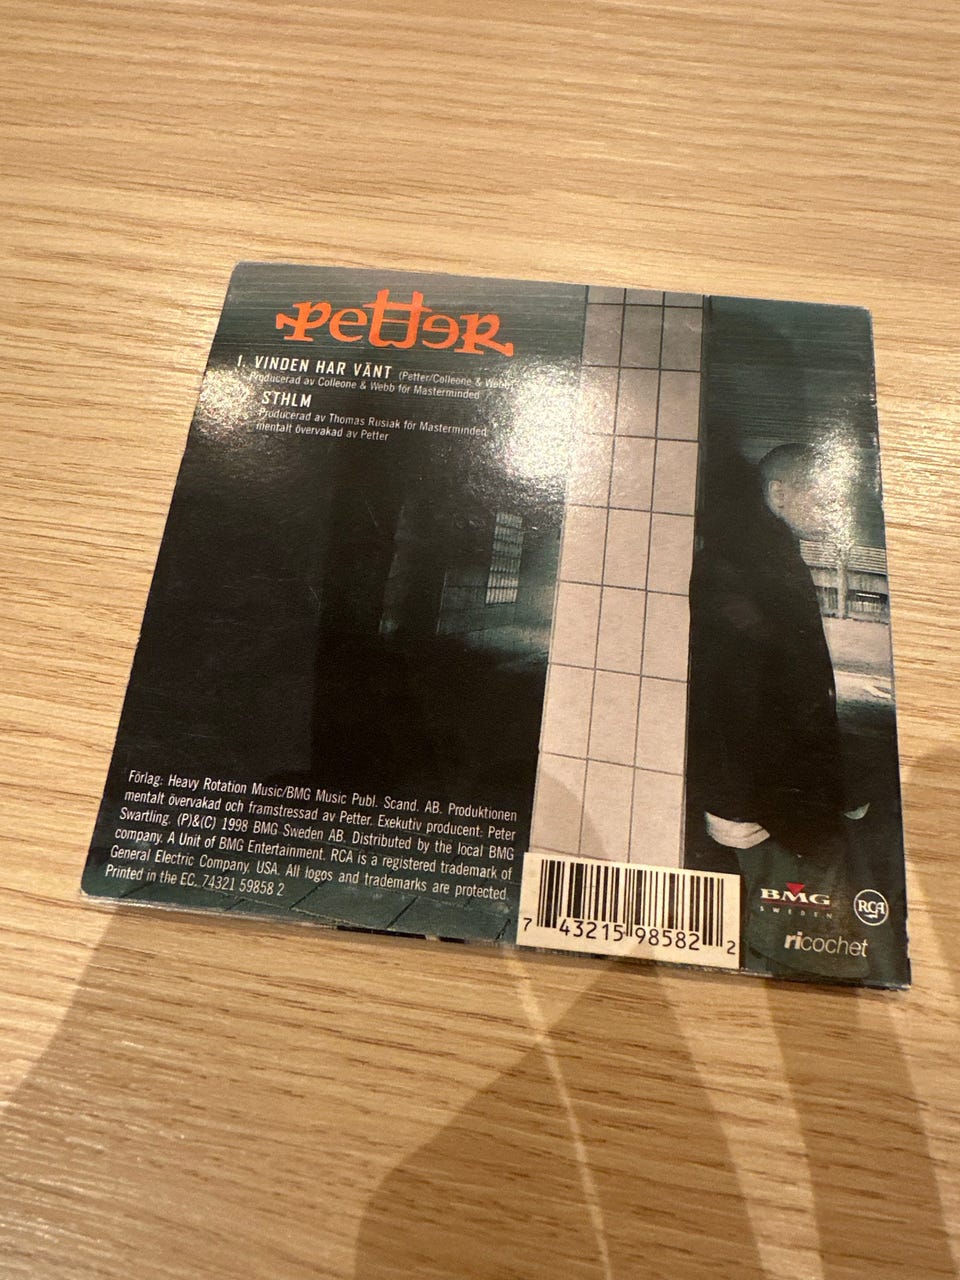 petter
1. VINDEN HAR VÄNT (Petter/Colleone & Webb)
Producerad av Colleone & Webb för Masterminded
STHLM
Producerad av Thomas Rusiak för Masterminded
mentalt övervakad av Petter
Förlag: Heavy Rotation Music/BMG Music Publ. Scand. AB. Produktionen
mentalt övervakad och framstressad av Petter. Exekutiv producent: Peter
Swartling. (P)&(C) 1998 BMG Sweden AB. Distributed by the local BMG
company. A Unit of BMG Entertainment. RCA is a registered trademark of
General Electric Company, USA. All logos and trademarks are protected.
Printed in the EC. 74321 59858 2
7 43215 98582 2
BMG
SWEDEN
RCA
ricochet